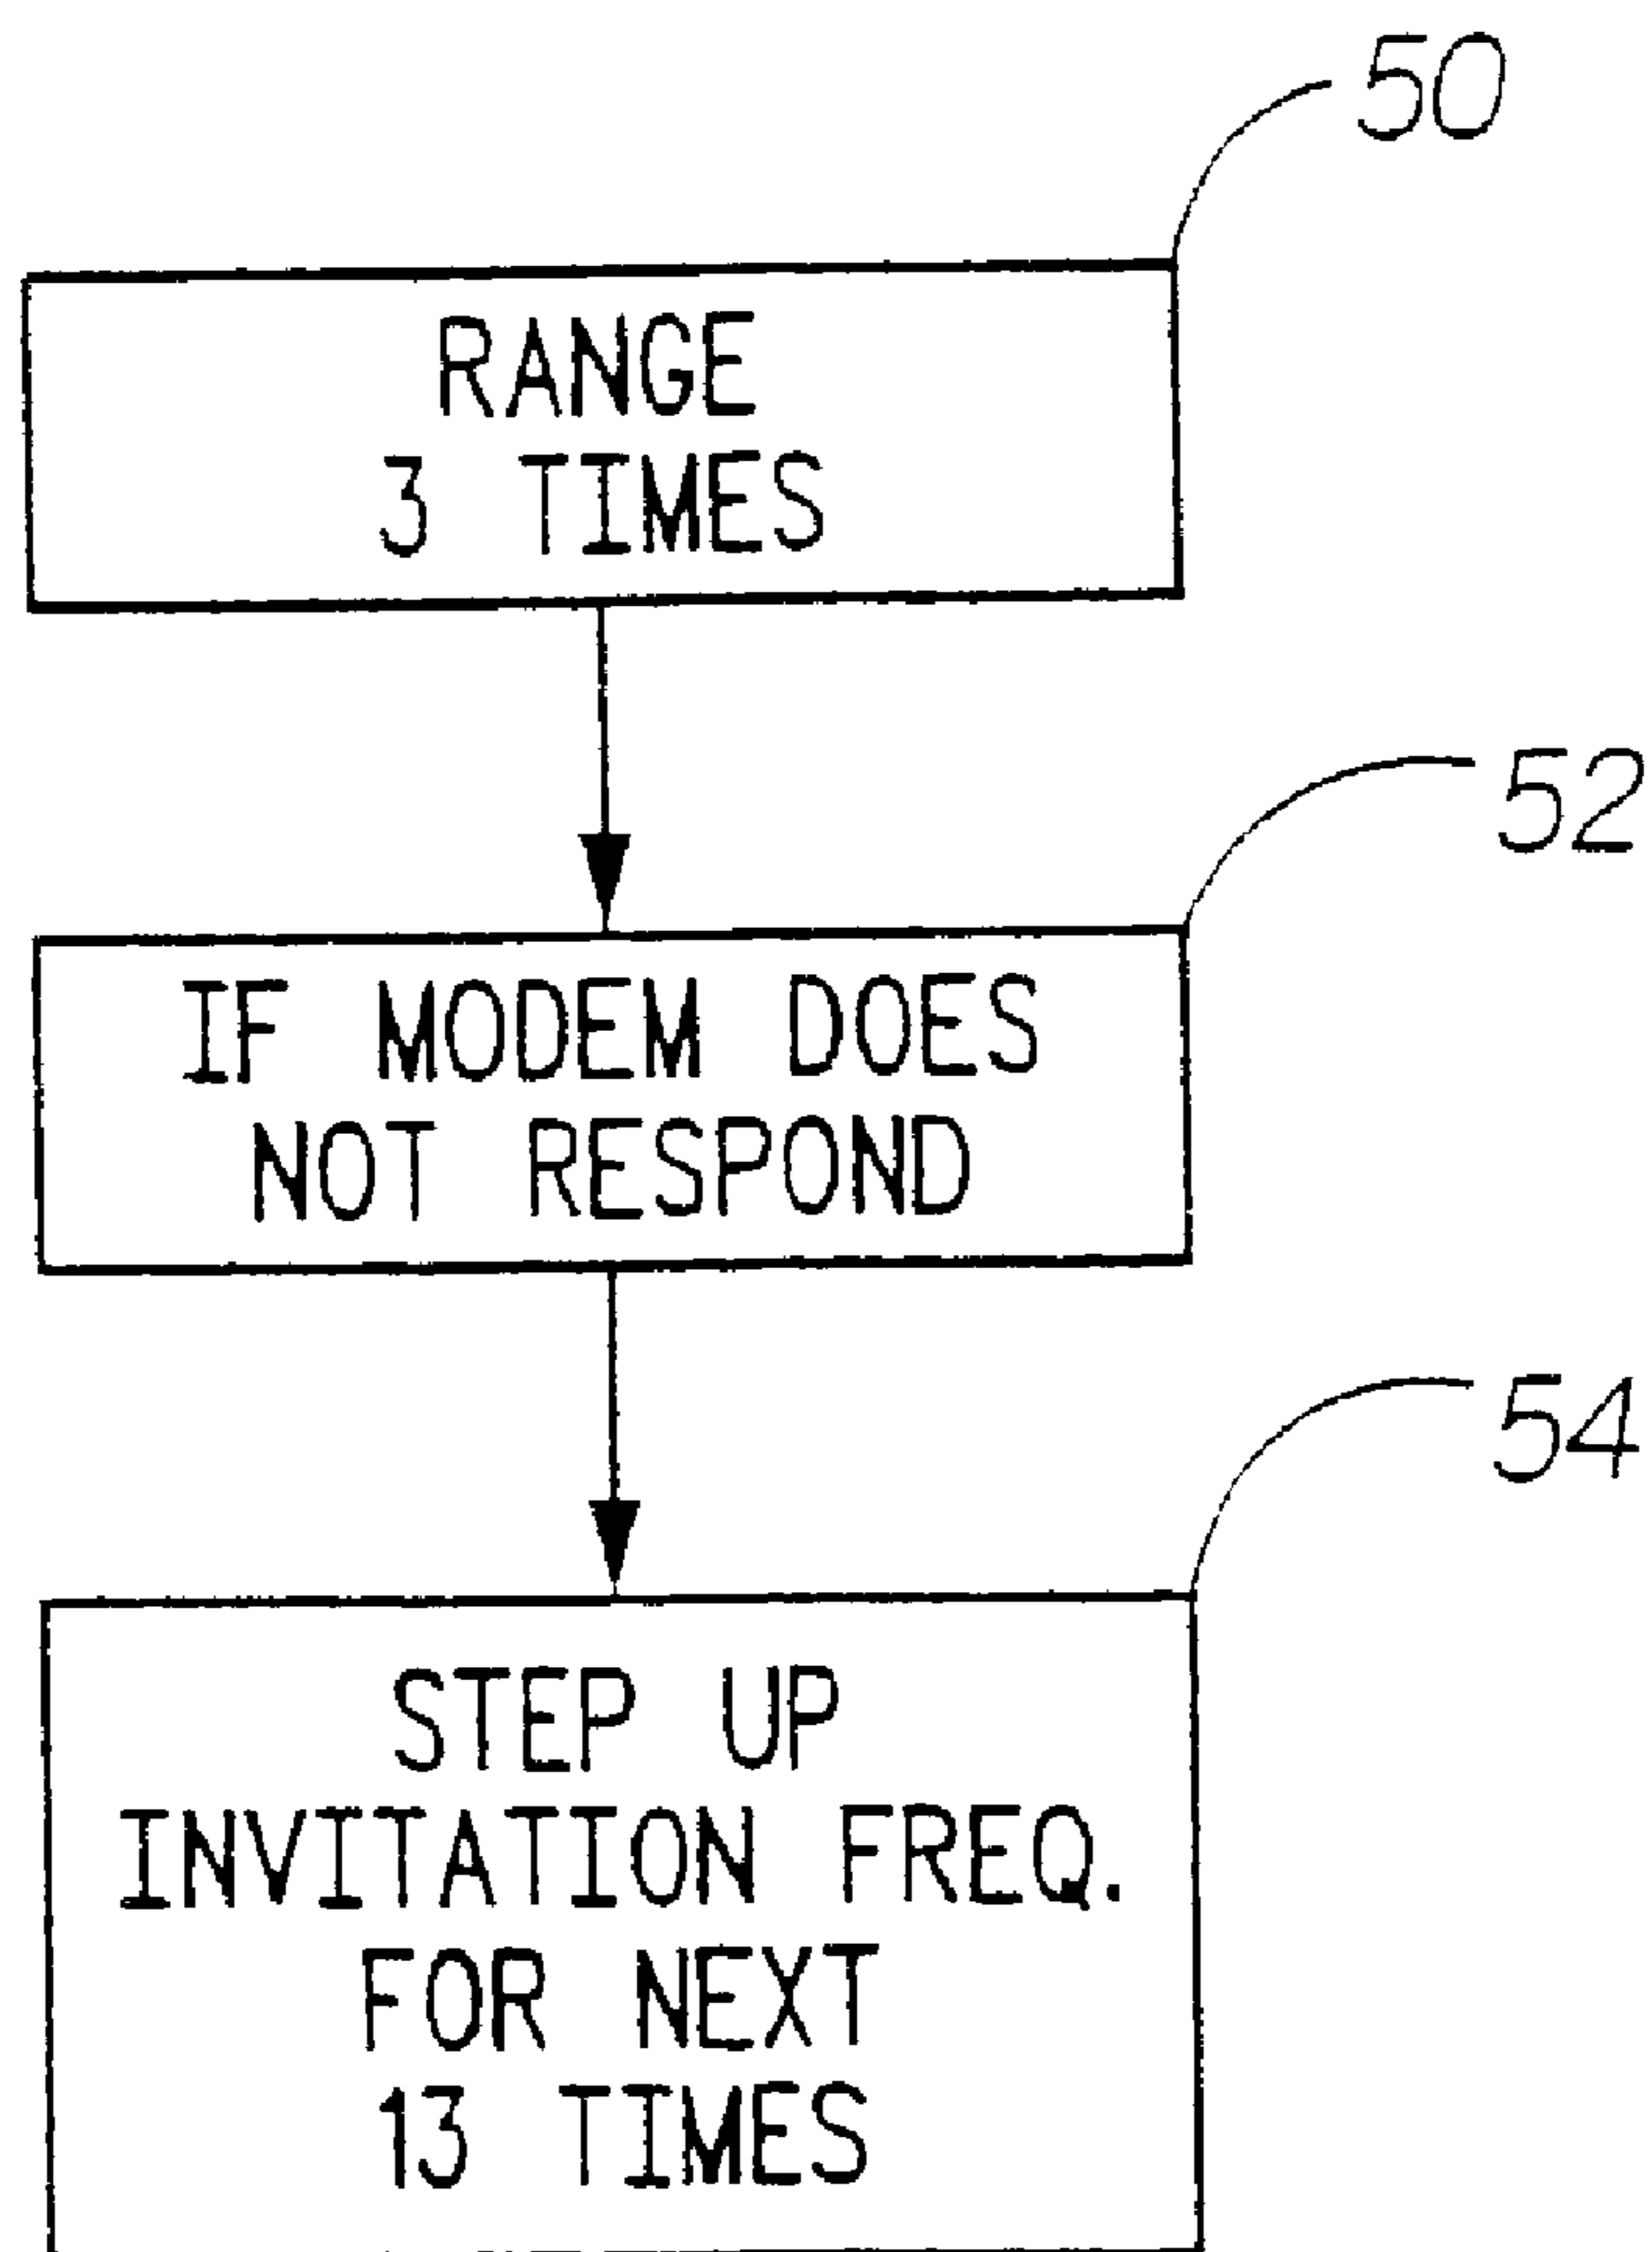 50
RANGE
3 TIMES
52
IF MODEM DOES
NOT RESPOND
54
STEP UP
INVITATION FREQ.
FOR NEXT
13 TIMES